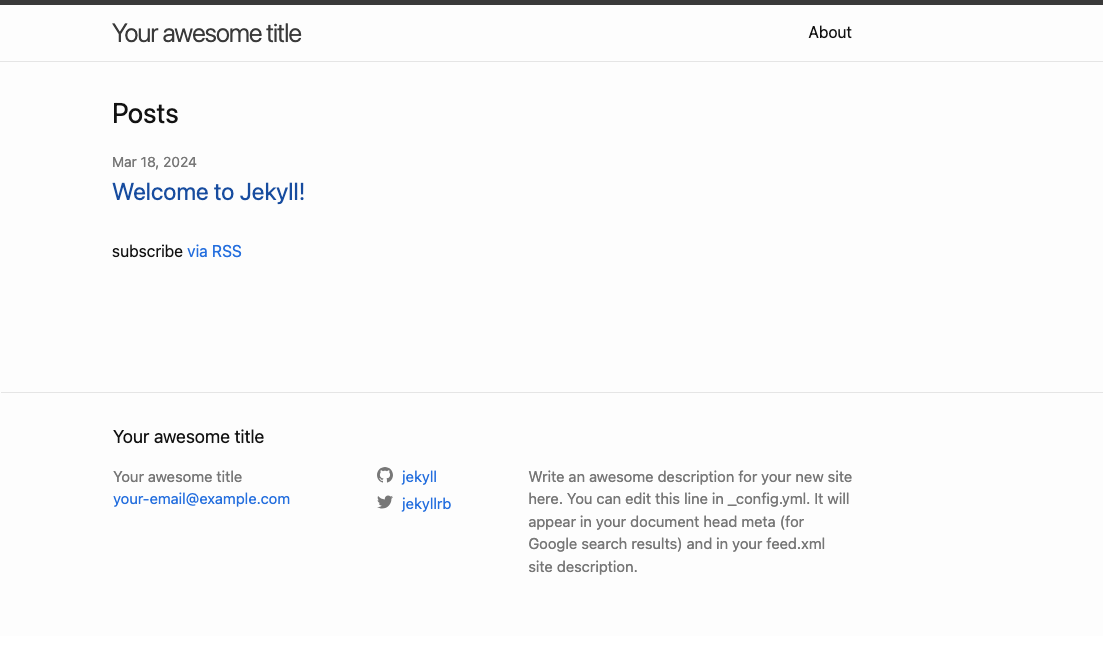 Your awesome title
About
Posts
Mar 18, 2024
Welcome to Jekyll!
subscribe via RSS
Your awesome title
Your awesome title
your-email@example.com
jekyll
jekyllrb
Write an awesome description for your new site
here. You can edit this line in _config.yml. It will
appear in your document head meta (for
Google search results) and in your feed.xml
site description.